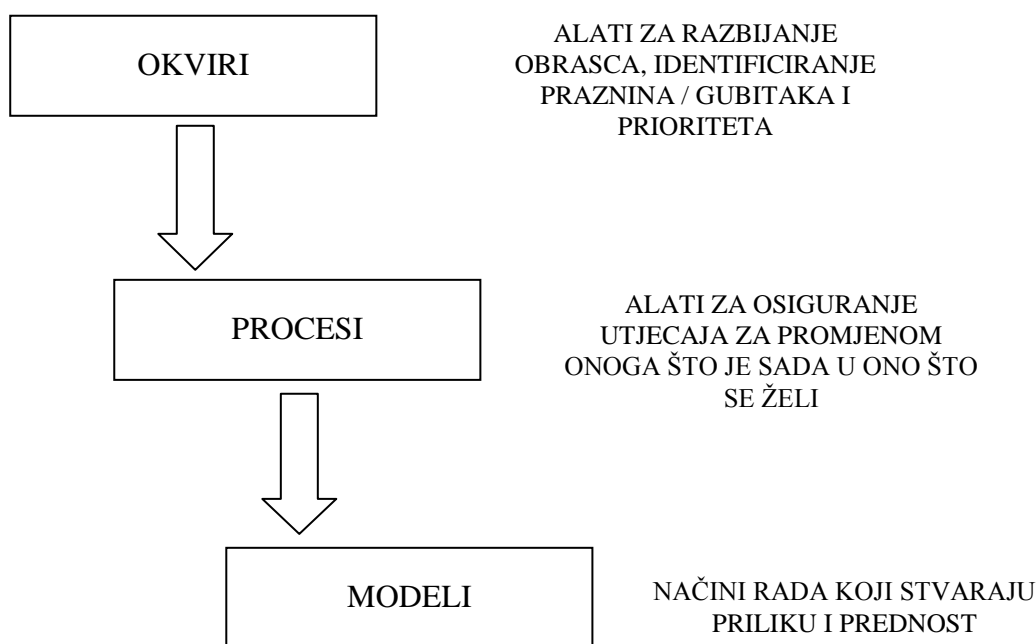 OKVIRI
ALATI ZA RAZBIJANJE
OBRASCA, IDENTIFICIRANJE
PRAZNINA / GUBITAKA I
PRIORITETA
PROCESI
ALATI ZA OSIGURANJE
UTJECAJA ZA PROMJENOM
ONOGA ŠTO JE SADA U ONO ŠTO
SE ŽELI
MODELI
NAČINI RADA KOJI STVARAJU
PRILIKU I PREDNOST